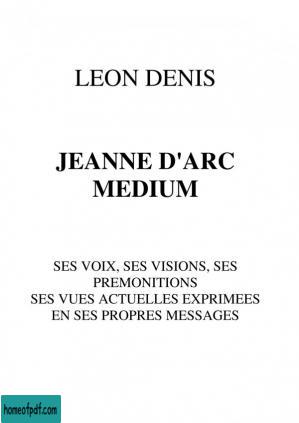 LEON DENIS
JEANNE D'ARC
MEDIUM
SES VOIX, SES VISIONS, SES
PREMONITIONS
SES VUES ACTUELLES EXPRIMEES
EN SES PROPRES MESSAGES
homeofpdf.com